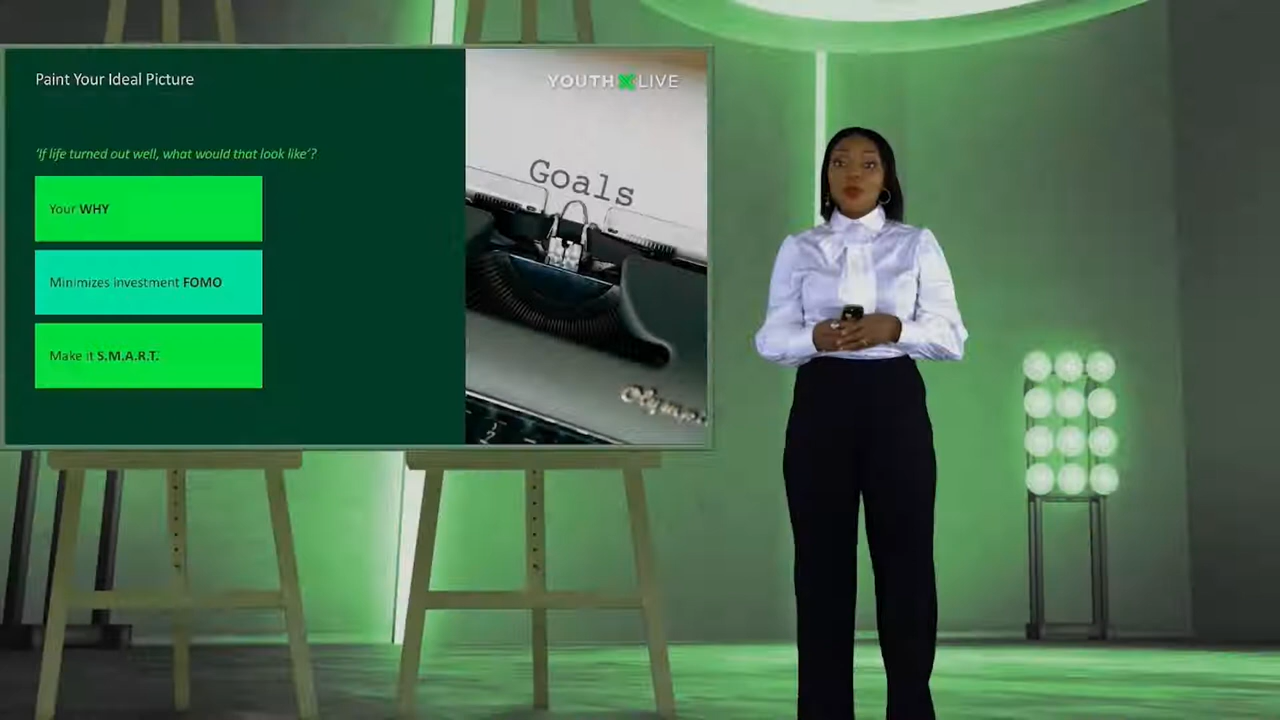 Paint Your Ideal Picture
YOUTH X LIVE
'If life turned out well, what would that look like'?
Your WHY
Minimizes investment FOMO
Make it S.M.A.R.T.
Goals